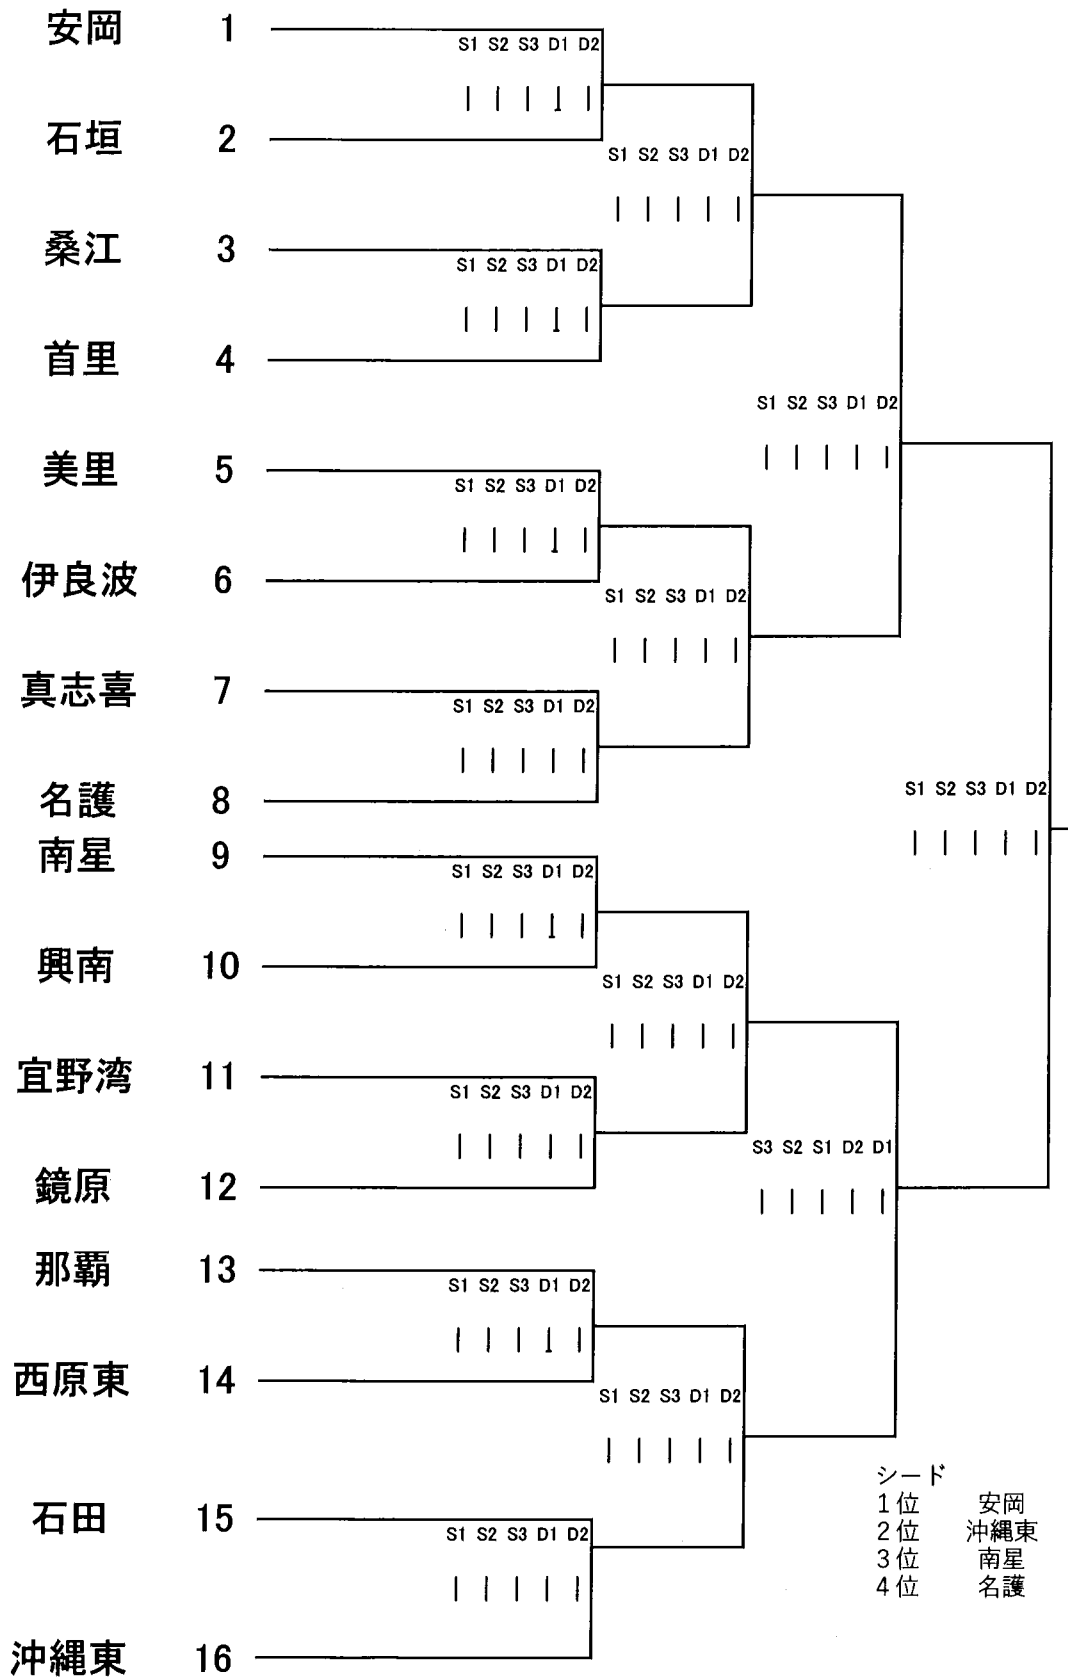 安岡 1
S1 S2 S3 D1 D2
石垣 2
S1 S2 S3 D1 D2
桑江 3
S1 S2 S3 D1 D2
首里 4
S1 S2 S3 D1 D2
美里 5
S1 S2 S3 D1 D2
伊良波 6
S1 S2 S3 D1 D2
真志喜 7
S1 S2 S3 D1 D2
S1 S2 S3 D1 D2
名護 8
南星 9
S1 S2 S3 D1 D2
興南 10
S1 S2 S3 D1 D2
宜野湾 11
S1 S2 S3 D1 D2
S3 S2 S1 D2 D1
鏡原 12
那覇 13
S1 S2 S3 D1 D2
西原東 14
S1 S2 S3 D1 D2
シード
1位 安岡
2位 沖縄東
3位 南星
4位 名護
石田 15
S1 S2 S3 D1 D2
沖縄東 16